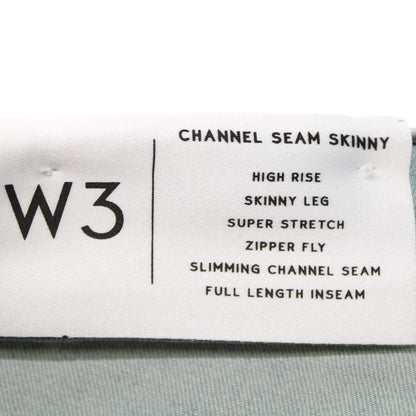 W3
CHANNEL SEAM SKINNY
HIGH RISE
SKINNY LEG
SUPER STRETCH
ZIPPER FLY
SLIMMING CHANNEL SEAM
FULL LENGTH INSEAM